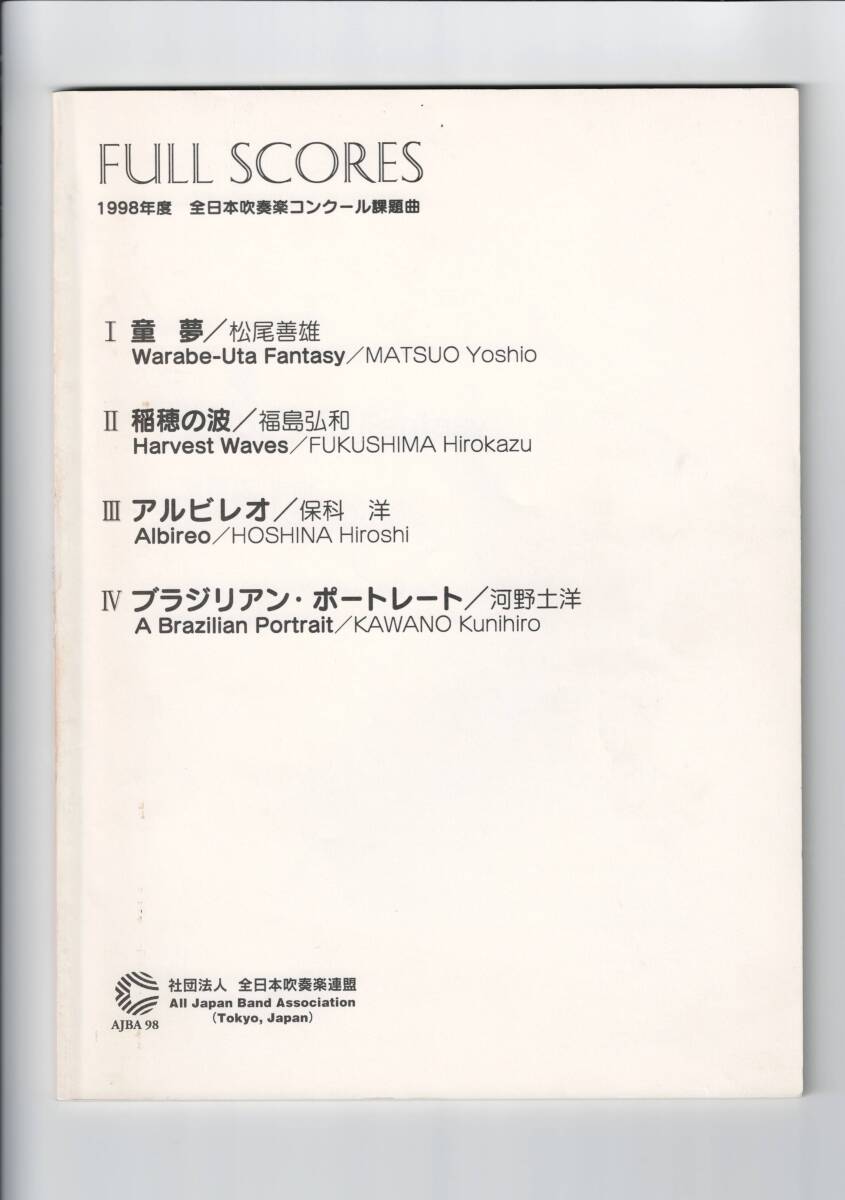 FULL SCORES
1998年度　全日本吹奏楽コンクール課題曲
Ⅰ 童　夢／松尾善雄
Warabe-Uta Fantasy／MATSUO Yoshio
Ⅱ 稲穂の波／福島弘和
Harvest Waves／FUKUSHIMA Hirokazu
Ⅲ アルビレオ／保科　洋
Albireo／HOSHINA Hiroshi
Ⅳ ブラジリアン・ポートレート／河野土洋
A Brazilian Portrait／KAWANO Kunihiro
社団法人　全日本吹奏楽連盟
All Japan Band Association
(Tokyo, Japan)
AJBA 98